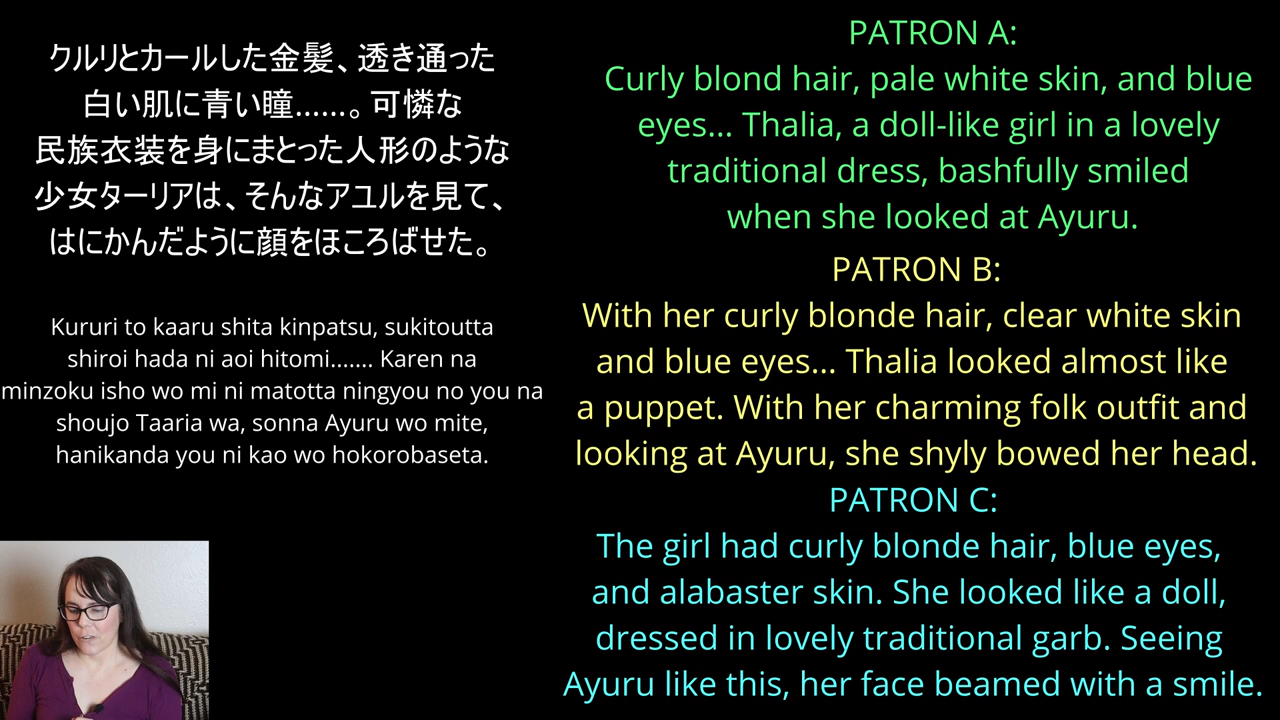 クルリとカールした金髪、透き通った
白い肌に青い瞳……。可憐な
民族衣装を身にまとった人形のような
少女ターリアは、そんなアユルを見て、
はにかんだように顔をほころばせた。
Kururi to kaaru shita kinpatsu, sukitoutta
shiroi hada ni aoi hitomi……. Karen na
minzoku isho wo mi ni matotta ningyou no you na
shoujo Taaria wa, sonna Ayuru wo mite,
hanikanda you ni kao wo hokorobaseta.
PATRON A:
Curly blond hair, pale white skin, and blue
eyes... Thalia, a doll-like girl in a lovely
traditional dress, bashfully smiled
when she looked at Ayuru.
PATRON B:
With her curly blonde hair, clear white skin
and blue eyes... Thalia looked almost like
a puppet. With her charming folk outfit and
looking at Ayuru, she shyly bowed her head.
PATRON C:
The girl had curly blonde hair, blue eyes,
and alabaster skin. She looked like a doll,
dressed in lovely traditional garb. Seeing
Ayuru like this, her face beamed with a smile.